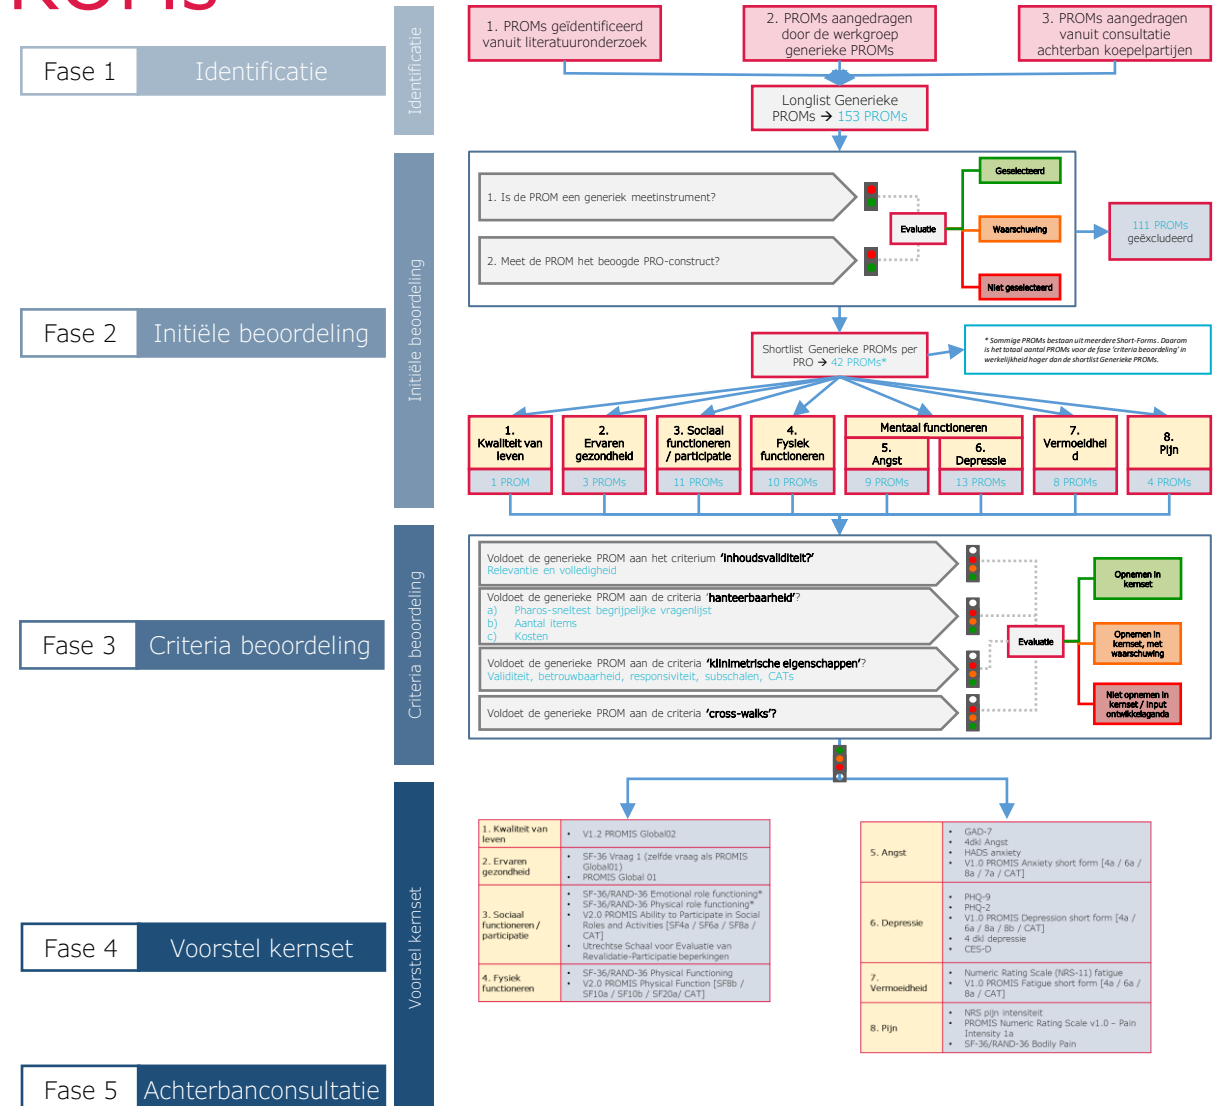 ROMs
Fase 1
Identificatie
Identificatie
1. PROMs geïdentificeerd
vanuit literatuuronderzoek
2. PROMs aangedragen
door de werkgroep
generieke PROMs
3. PROMs aangedragen
vanuit consultatie
achterban koepelpartijen
Longlist Generieke
PROMs → 153 PROMs
Fase 2
Initiële beoordeling
Initiële beoordeling
1. Is de PROM een generiek meetinstrument?
2. Meet de PROM het beoogde PRO-construct?
Evaluatie
Geselecteerd
Waarschuwing
Niet geselecteerd
111 PROMs
geëxcludeerd
Shortlist Generieke PROMs per
PRO → 42 PROMs*
* Sommige PROMs bestaan uit meerdere Short-Forms. Daarom
is het totaal aantal PROMs voor de fase 'criteria beoordeling' in
werkelijkheid hoger dan de shortlist Generieke PROMs.
1.
Kwaliteit van
leven
1 PROM
2.
Ervaren
gezondheid
3 PROMs
3. Sociaal
functioneren
/ participatie
11 PROMs
4.
Fysiek
functioneren
10 PROMs
Mentaal functioneren
5.
Angst
9 PROMs
6.
Depressie
13 PROMs
7.
Vermoeidhei
d
8 PROMs
8.
Pijn
4 PROMs
Fase 3
Criteria beoordeling
Criteria beoordeling
Voldoet de generieke PROM aan het criterium 'inhoudsvaliditeit?'
Relevantie en volledigheid
Voldoet de generieke PROM aan de criteria 'hanteerbaarheid'?
a) Pharos-sneltest begrijpelijke vragenlijst
b) Aantal items
c) Kosten
Voldoet de generieke PROM aan de criteria 'klinimetrische eigenschappen'?
Validiteit, betrouwbaarheid, responsiviteit, subschalen, CATs
Voldoet de generieke PROM aan de criteria 'cross-walks'?
Evaluatie
Opnemen in
kernset
Opnemen in
kernset, met
waarschuwing
Niet opnemen in
kernset / input
ontwikkelagenda
Fase 4
Voorstel kernset
Voorstel kernset
1. Kwaliteit van
leven
• V1.2 PROMIS Global02
2. Ervaren
gezondheid
• SF-36 Vraag 1 (zelfde vraag als PROMIS
Global01)
• PROMIS Global 01
3. Sociaal
functioneren /
participatie
• SF-36/RAND-36 Emotional role functioning*
• SF-36/RAND-36 Physical role functioning*
• V2.0 PROMIS Ability to Participate in Social
Roles and Activities [SF4a / SF6a / SF8a /
CAT]
• Utrechtse Schaal voor Evaluatie van
Revalidatie-Participatie beperkingen
4. Fysiek
functioneren
• SF-36/RAND-36 Physical Functioning
• V2.0 PROMIS Physical Function [SF8b /
SF10a / SF10b / SF20a/ CAT]
5. Angst
• GAD-7
• 4dkl Angst
• HADS anxiety
• V1.0 PROMIS Anxiety short form [4a / 6a /
8a / 7a / CAT]
6. Depressie
• PHQ-9
• PHQ-2
• V1.0 PROMIS Depression short form [4a /
6a / 8a / 8b / CAT]
• 4 dkl depressie
• CES-D
7.
Vermoeidheid
• Numeric Rating Scale (NRS-11) fatigue
• V1.0 PROMIS Fatigue short form [4a / 6a /
8a / CAT]
8. Pijn
• NRS pijn intensiteit
• PROMIS Numeric Rating Scale v1.0 – Pain
Intensity 1a
• SF-36/RAND-36 Bodily Pain
Fase 5
Achterbanconsultatie